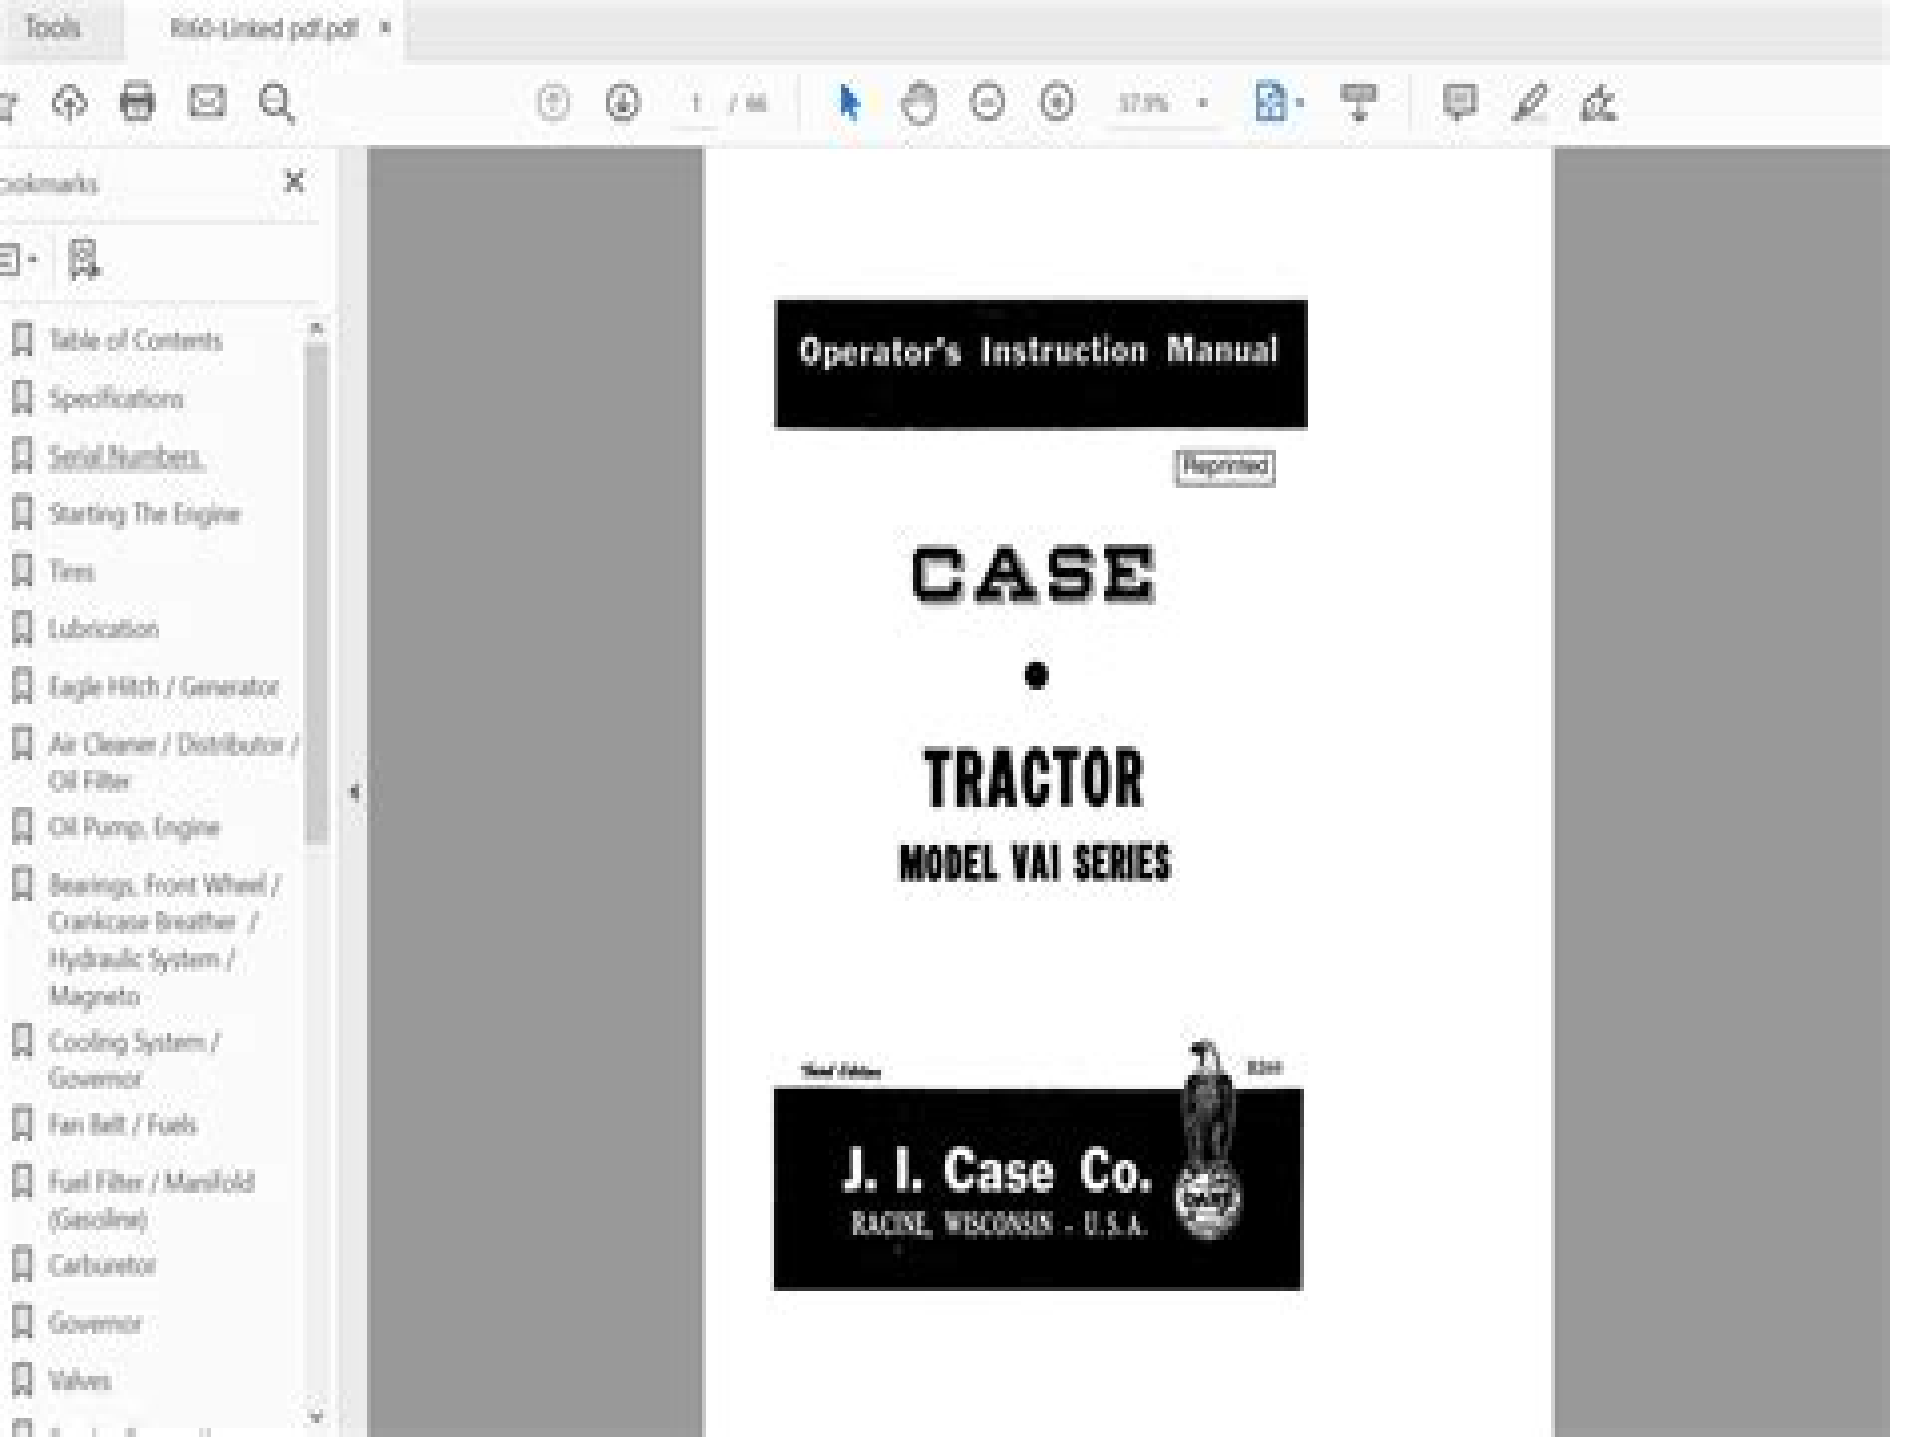 Tools
-Linked pdf.pdf
1 / 66
Bookmarks
Table of Contents
Specifications
Serial Numbers
Starting The Engine
Tires
Lubrication
Eagle Hitch / Generator
Air Cleaner / Distributor /
Oil Filter
Oil Pump, Engine
Bearings, Front Wheel /
Crankcase Breather /
Hydraulic System /
Magneto
Cooling System /
Governor
Fan Belt / Fuels
Fuel Filter / Manifold
(Gasoline)
Carburetor
Governor
Valves
Operator's Instruction Manual
Reprinted
CASE
•
TRACTOR
MODEL VAI SERIES
Third Edition
J. I. Case Co.
RACINE, WISCONSIN - U.S.A.